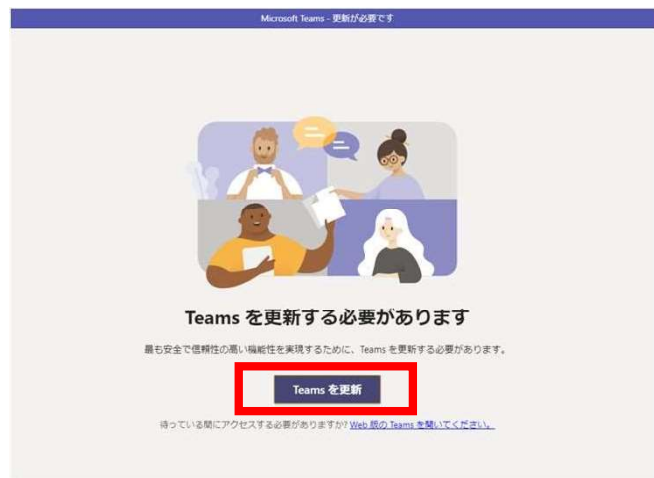 Microsoft Teams - 更新が必要です
Teams を更新する必要があります
最も安全で信頼性の高い機能性を実現するために、Teams を更新する必要があります。
Teams を更新
待っている間にアクセスする必要がありますか? Web 版の Teams を開いてください。